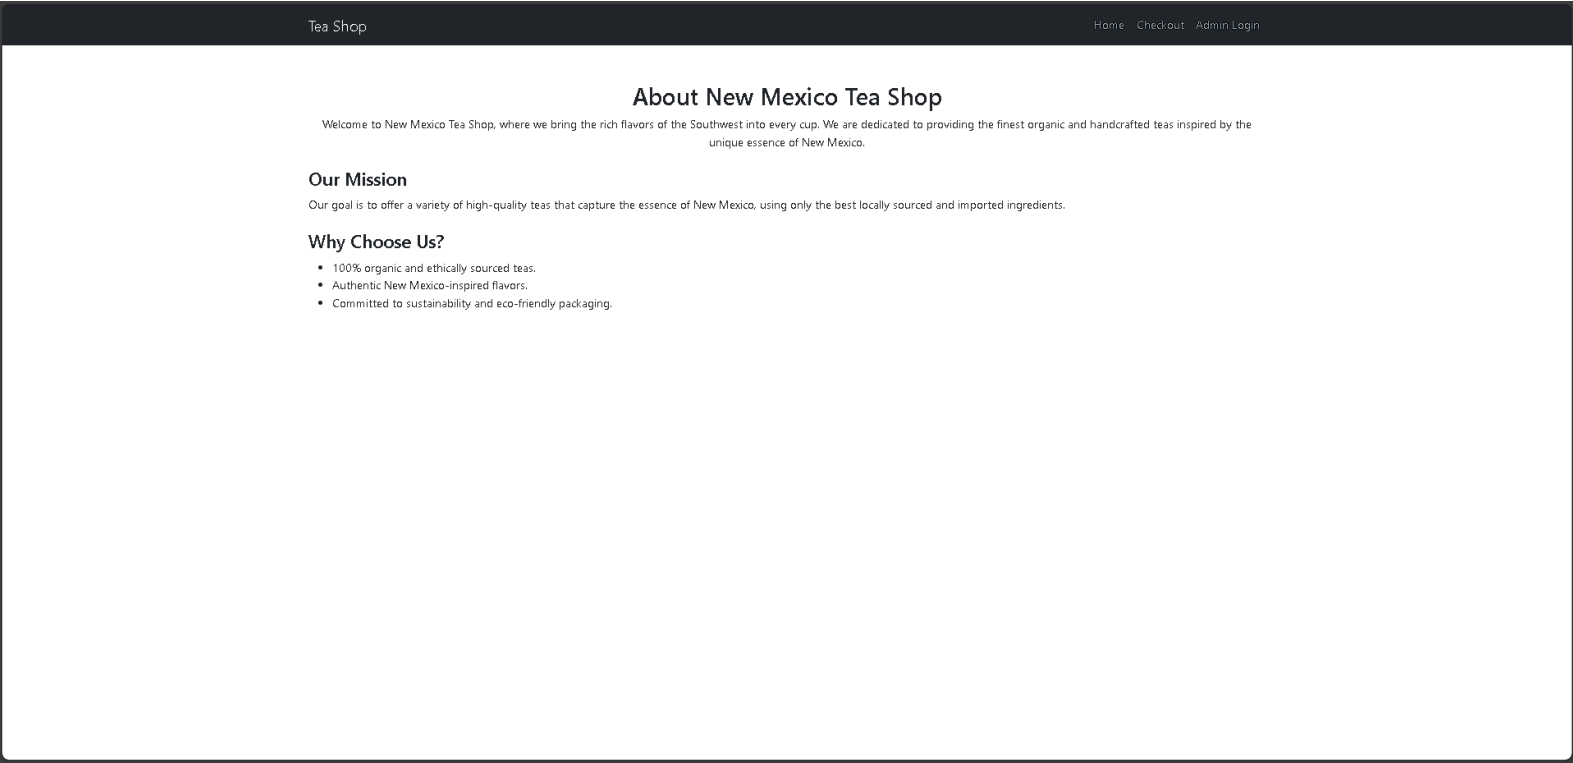 Tea Shop
Home Checkout Admin Login
About New Mexico Tea Shop
Welcome to New Mexico Tea Shop, where we bring the rich flavors of the Southwest into every cup. We are dedicated to providing the finest organic and handcrafted teas inspired by the
unique essence of New Mexico.
Our Mission
Our goal is to offer a variety of high-quality teas that capture the essence of New Mexico, using only the best locally sourced and imported ingredients.
Why Choose Us?
• 100% organic and ethically sourced teas.
• Authentic New Mexico-inspired flavors.
• Committed to sustainability and eco-friendly packaging.